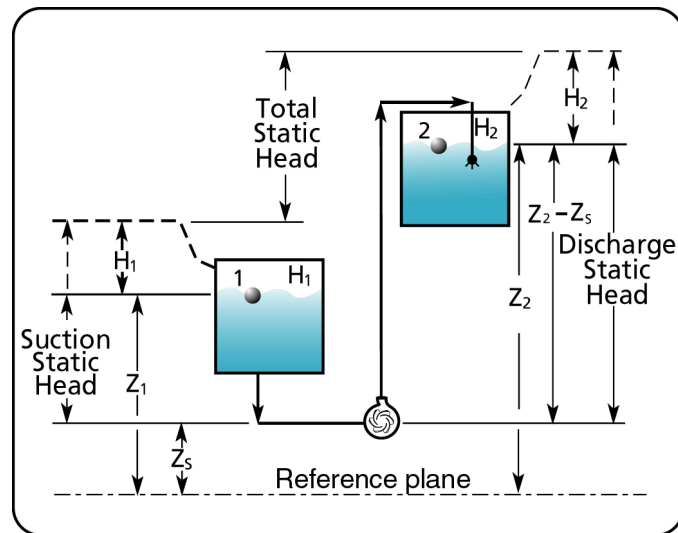 Total
Static
Head
H₂
2
H₂
Z₂–Zₛ
Discharge
Static
Head
H₁
1
H₁
Z₂
Suction
Static
Head
Z₁
Zₛ
Reference plane